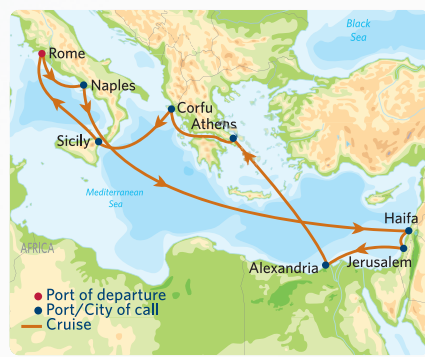 Black
Sea
Rome
Naples
Corfu
Athens
Sicily
Mediterranean
Sea
Haifa
AFRICA
Alexandria
Jerusalem
Port of departure
Port/City of call
Cruise